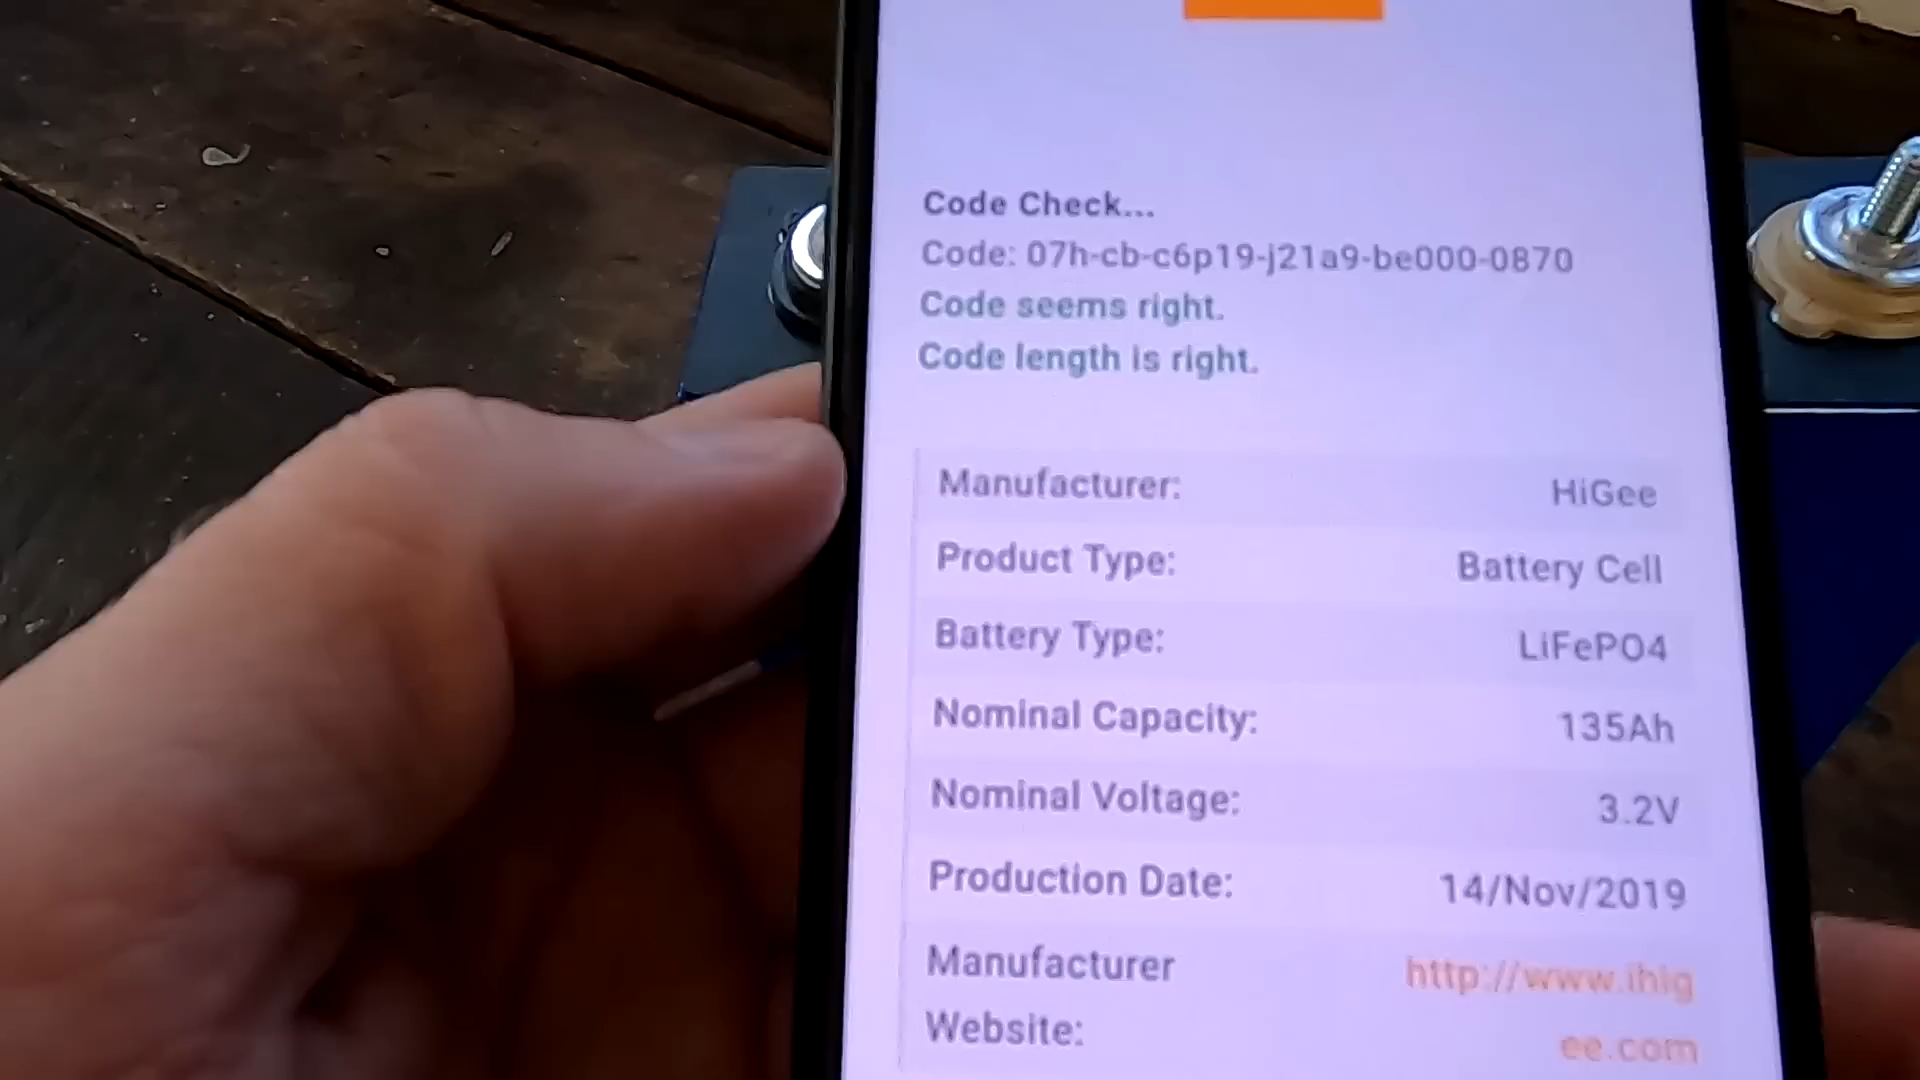 Code Check...
Code: 07h-cb-c6p19-j21a9-be000-0870
Code seems right.
Code length is right.
Manufacturer: HiGee
Product Type: Battery Cell
Battery Type: LiFePO4
Nominal Capacity: 135Ah
Nominal Voltage: 3.2V
Production Date: 14/Nov/2019
Manufacturer http://www.ihig
Website: ee.com